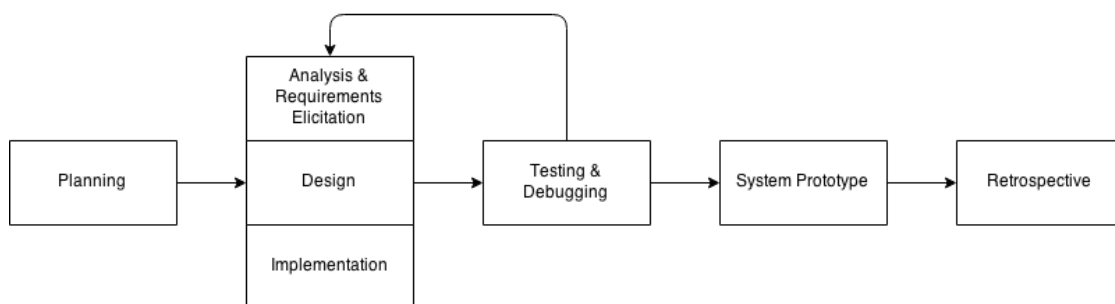 Analysis &
Requirements
Elicitation
Planning
Design
Testing &
Debugging
System Prototype
Retrospective
Implementation